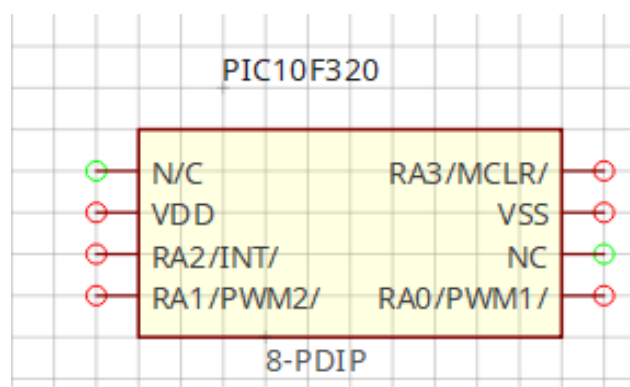 PIC10F320
N/C RA3/MCLR/
VDD VSS
RA2/INT/ NC
RA1/PWM2/ RA0/PWM1/
8-PDIP